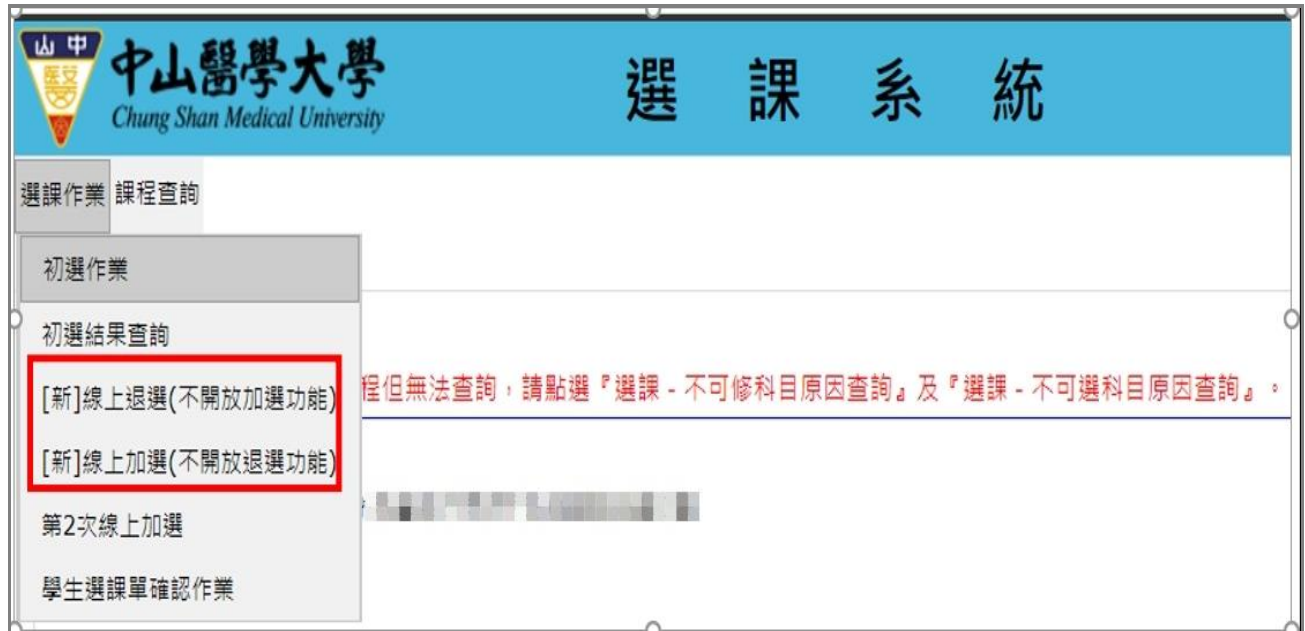 山中
醫
中山醫學大學
Chung Shan Medical University
選課系統
選課作業 課程查詢
初選作業
初選結果查詢
[新]線上退選(不開放加選功能)
程但無法查詢，請點選『選課 - 不可修科目原因查詢』及『選課 - 不可選科目原因查詢』。
[新]線上加選(不開放退選功能)
第2次線上加選
學生選課單確認作業